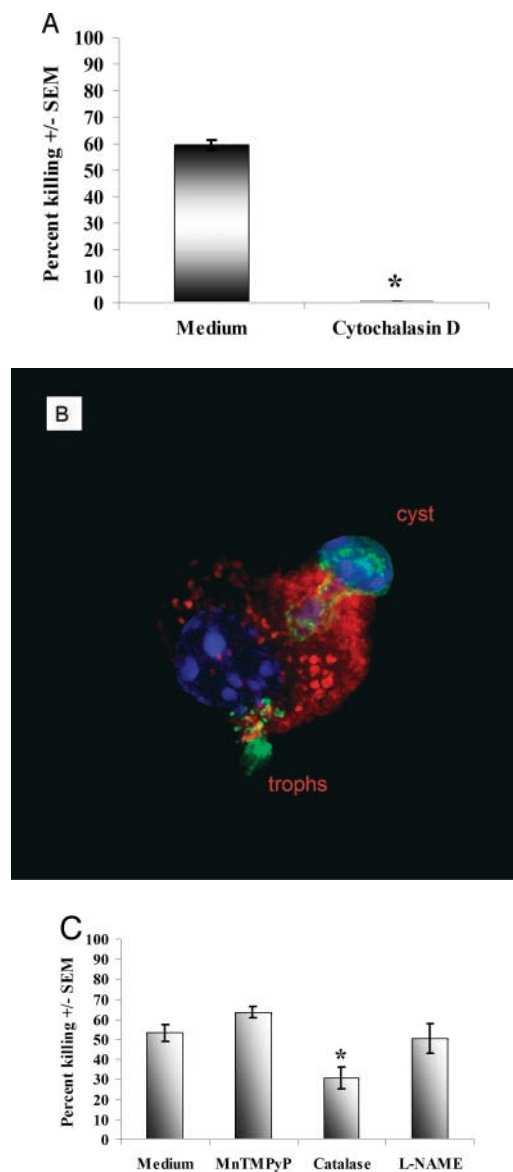 A
Percent killing +/- SEM
100
90
80
70
60
50
40
30
20
10
0
*
Medium Cytochalasin D
B
cyst
trophs
C
Percent killing +/- SEM
100
90
80
70
60
50
40
30
20
10
0
*
Medium MnTMPyP Catalase L-NAME